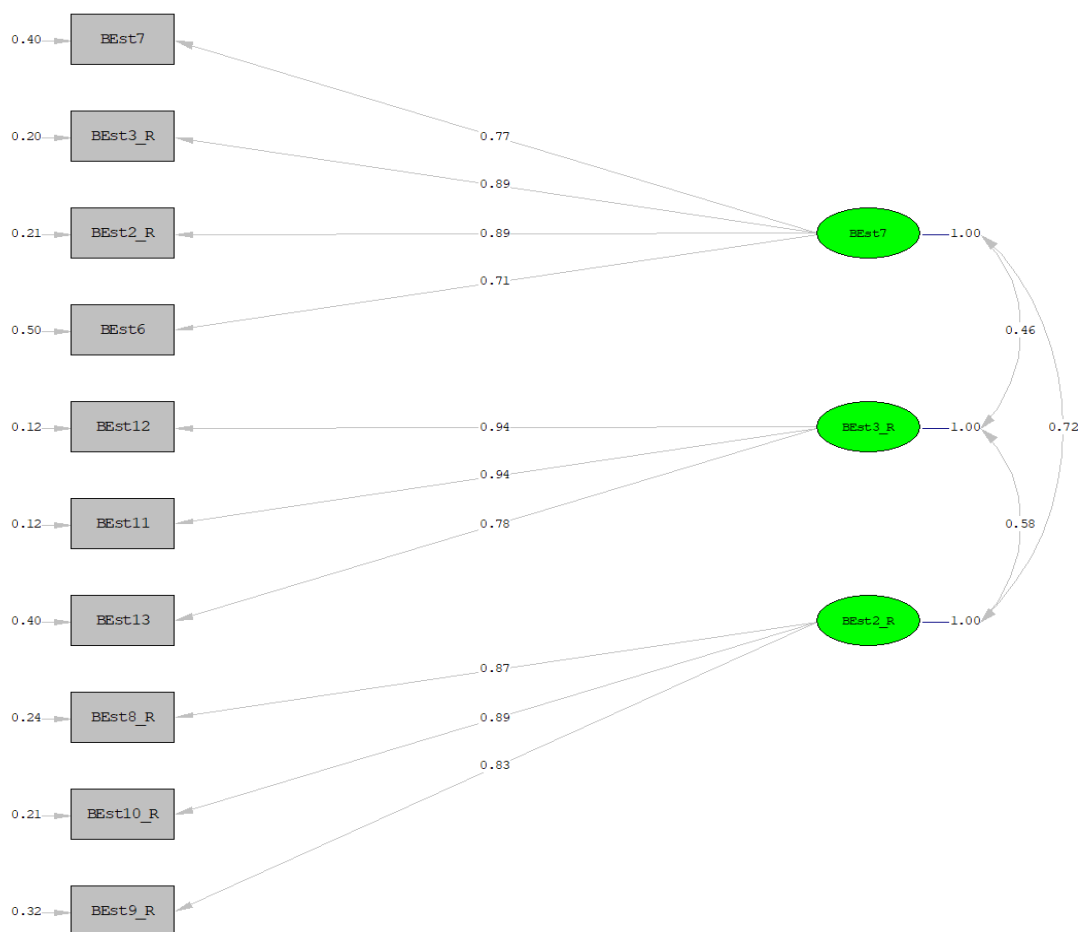 0.40 BEst7
0.77
0.20 BEst3_R
0.89
0.21 BEst2_R 0.89 BEst7 1.00
0.71
0.50 BEst6 0.46
0.12 BEst12 0.94 BEst3_R 1.00 0.72
0.94
0.12 BEst11 0.78 0.58
0.40 BEst13 BEst2_R 1.00
0.87
0.24 BEst8_R 0.89
0.83
0.21 BEst10_R
0.32 BEst9_R